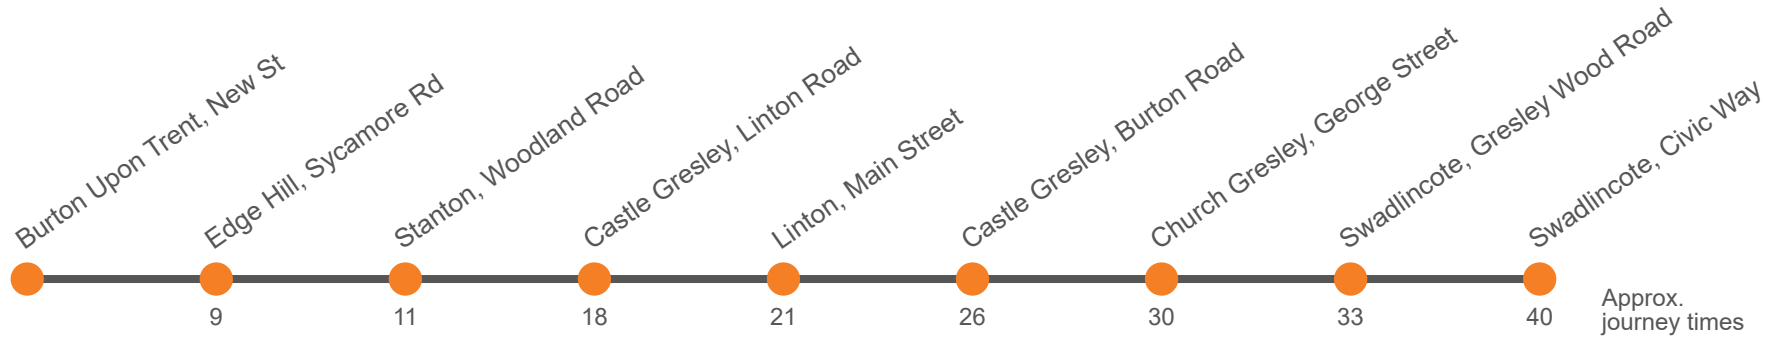 Burton Upon Trent, New St
Edge Hill, Sycamore Rd
Stanton, Woodland Road
Castle Gresley, Linton Road
Linton, Main Street
Castle Gresley, Burton Road
Church Gresley, George Street
Swadlincote, Gresley Wood Road
Swadlincote, Civic Way
9
11
18
21
26
30
33
40
Approx.
journey times